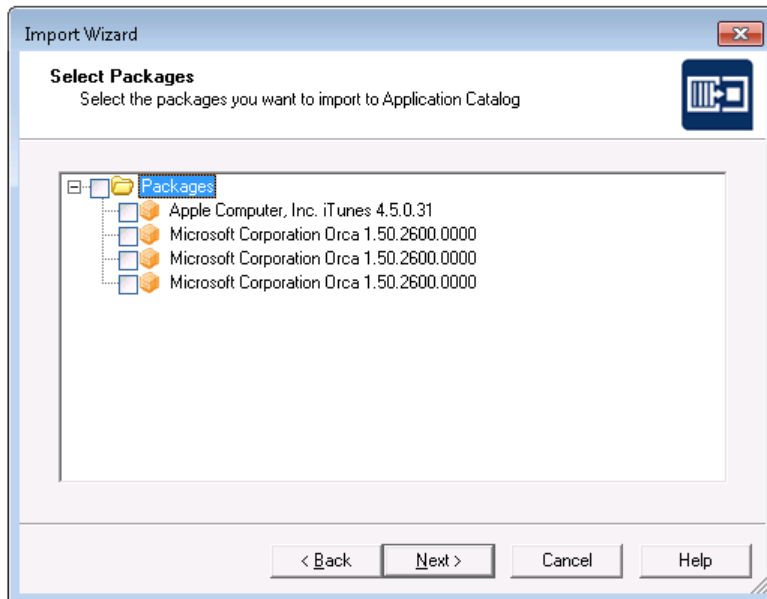 Import Wizard
Select Packages
Select the packages you want to import to Application Catalog
Packages
Apple Computer, Inc. iTunes 4.5.0.31
Microsoft Corporation Orca 1.50.2600.0000
Microsoft Corporation Orca 1.50.2600.0000
Microsoft Corporation Orca 1.50.2600.0000
< Back Next > Cancel Help